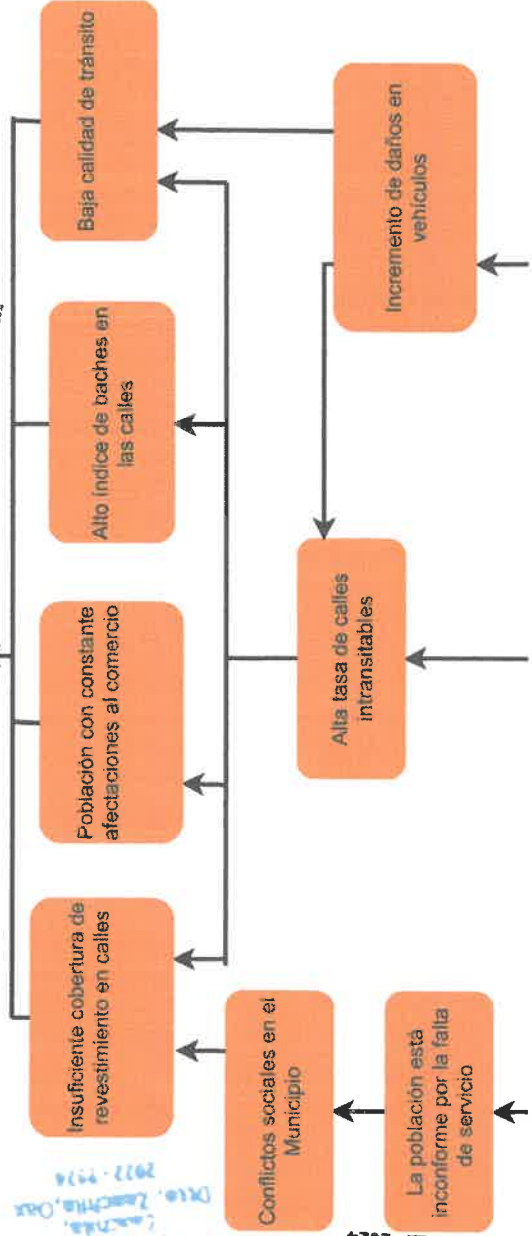 Insuficiente cobertura de
revestimiento en calles
Población con constante
afectaciones al comercio
Alto índice de baches en
las calles
Baja calidad de tránsito
Conflictos sociales en el
Municipio
Alta tasa de calles
intransitables
Incremento de daños en
vehículos
La población está
inconforme por la falta
de servicio
Dtto. Zaachila, Oax